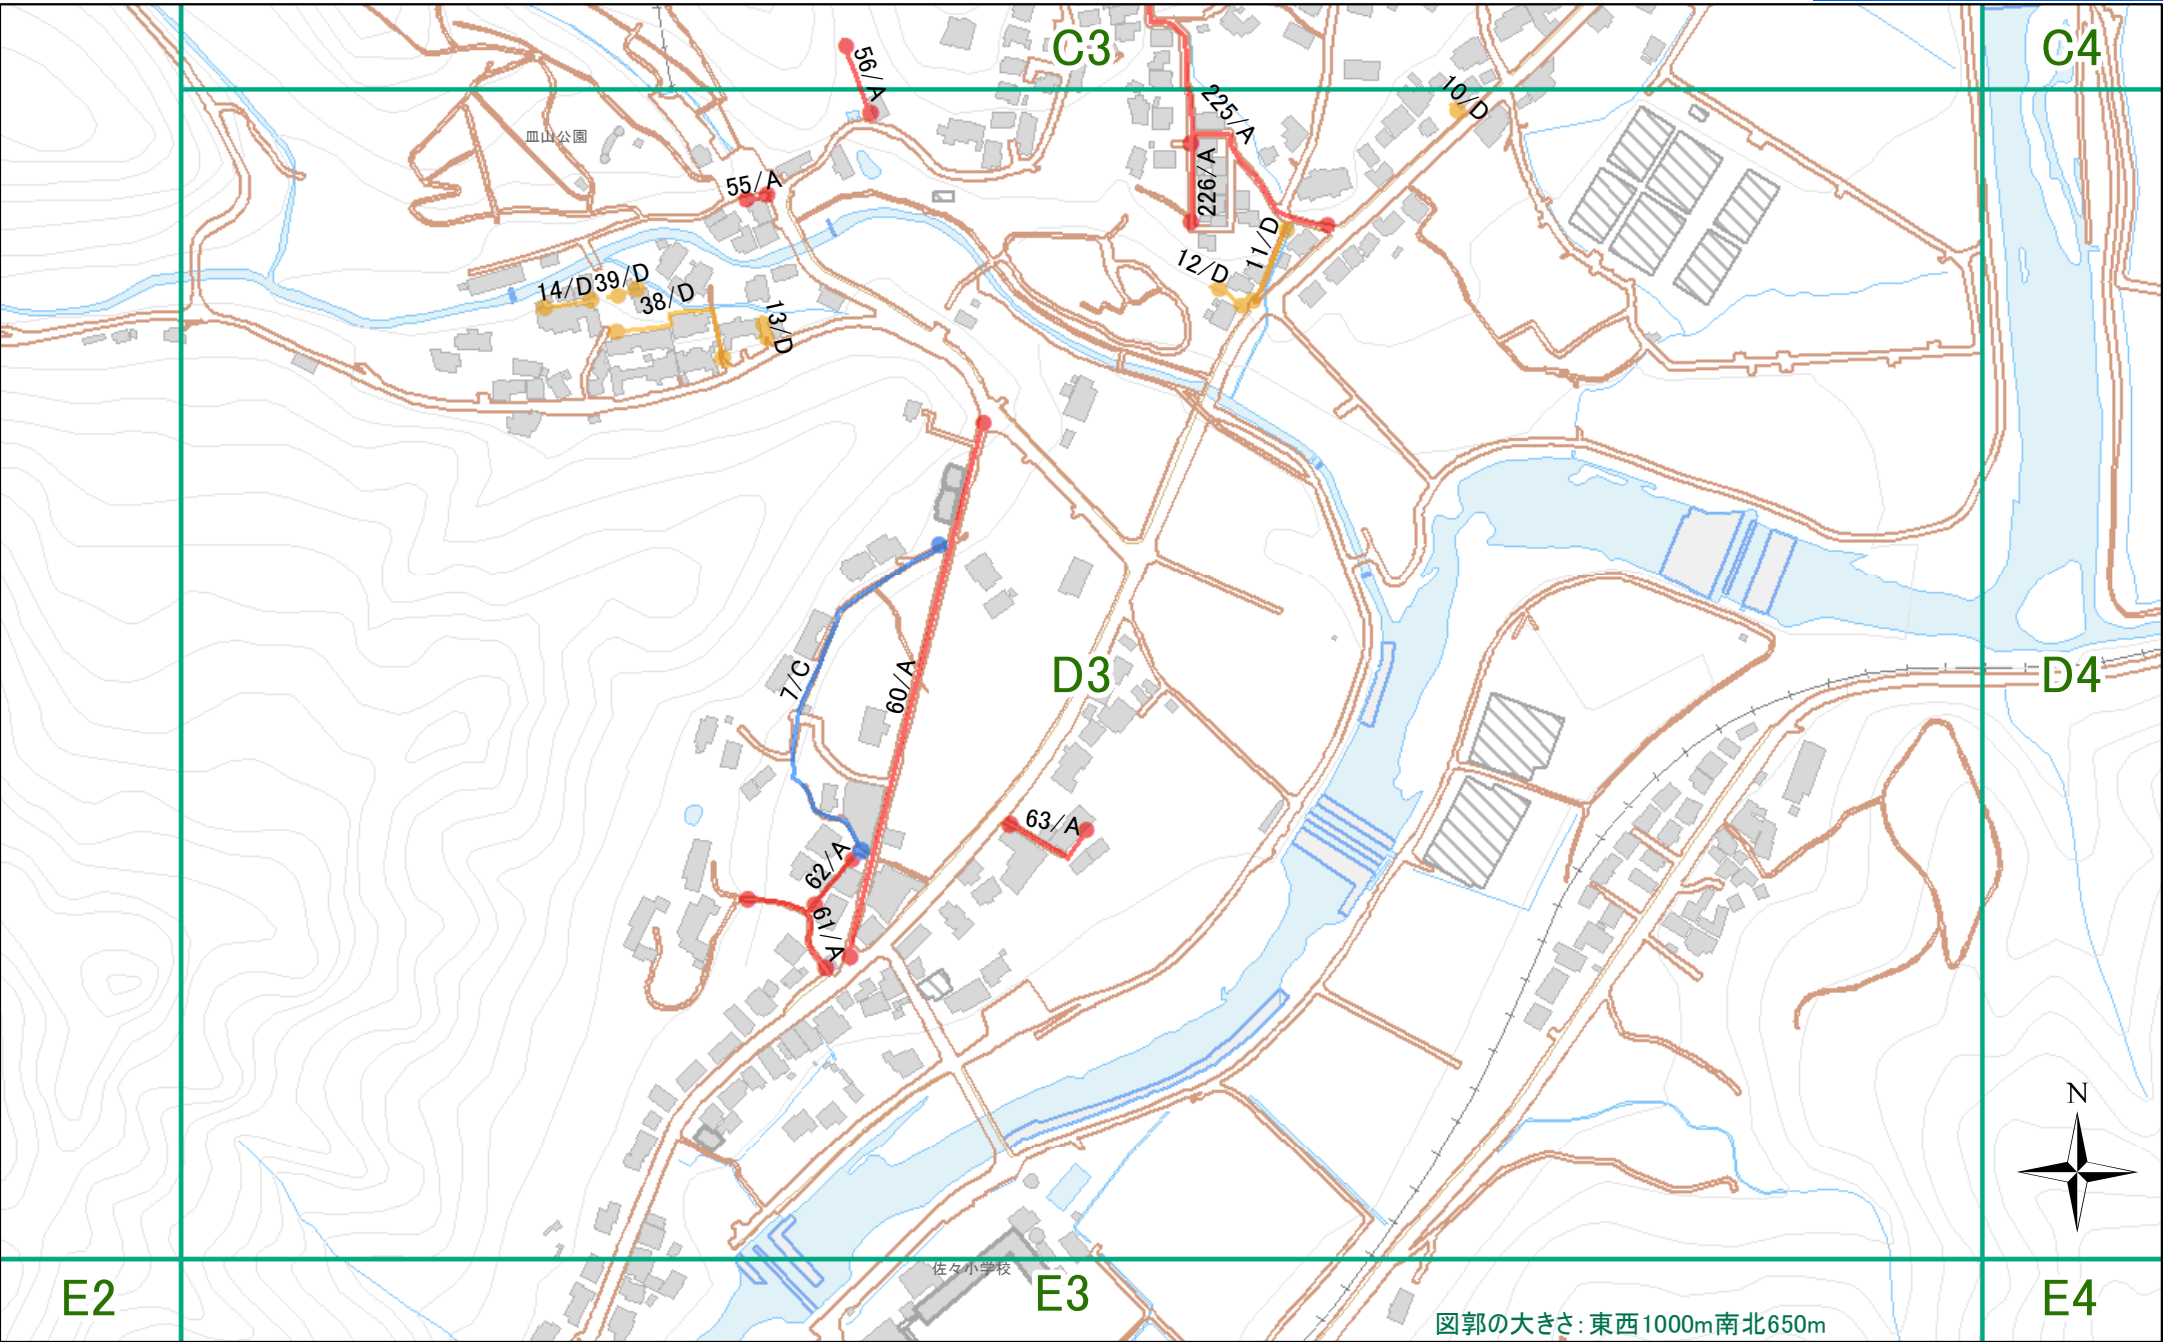 C3
C4
56/A
10/D
225/A
皿山公園
226/A
55/A
11/D
12/D
14/D
39/D
38/D
13/D
7/C
60/A
D3
D4
63/A
62/A
61/A
N
佐々小学校
E2
E3
E4
図郭の大きさ:東西1000m南北650m